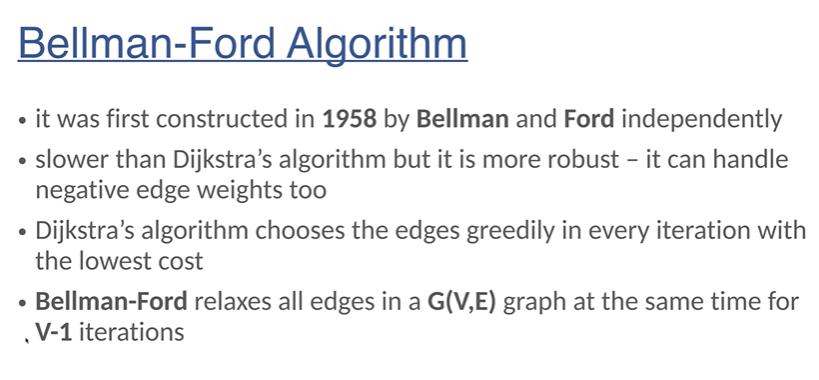 Bellman-Ford Algorithm
• it was first constructed in 1958 by Bellman and Ford independently
• slower than Dijkstra’s algorithm but it is more robust – it can handle
negative edge weights too
• Dijkstra’s algorithm chooses the edges greedily in every iteration with
the lowest cost
• Bellman-Ford relaxes all edges in a G(V,E) graph at the same time for
V-1 iterations